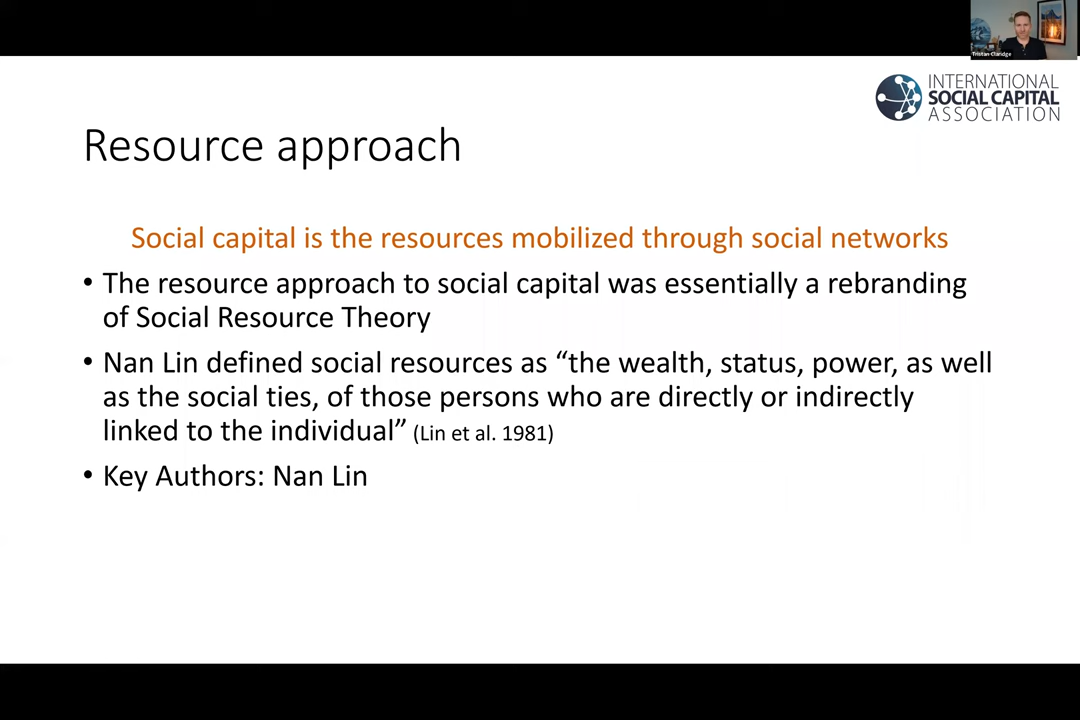 Tristan Claridge
INTERNATIONAL
SOCIAL CAPITAL
ASSOCIATION
Resource approach
Social capital is the resources mobilized through social networks
• The resource approach to social capital was essentially a rebranding
of Social Resource Theory
• Nan Lin defined social resources as “the wealth, status, power, as well
as the social ties, of those persons who are directly or indirectly
linked to the individual” (Lin et al. 1981)
• Key Authors: Nan Lin